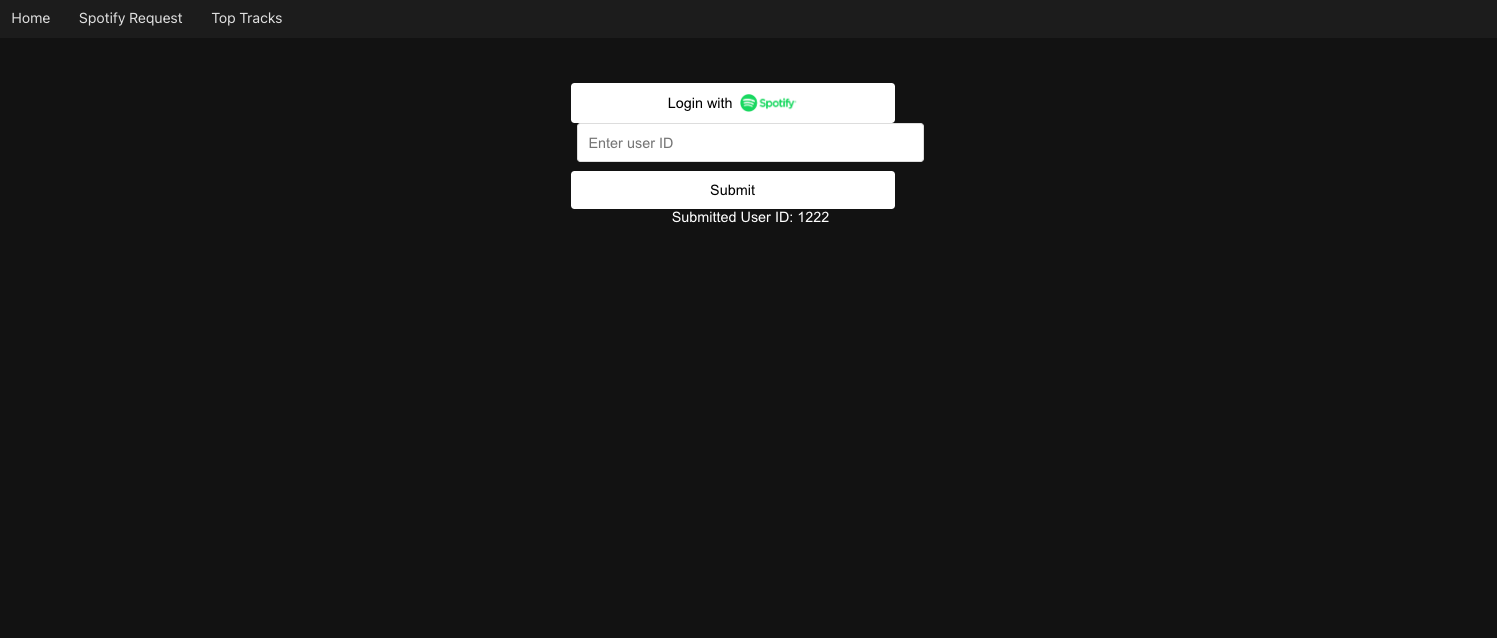 Home Spotify Request Top Tracks
Login with Spotify
Enter user ID
Submit
Submitted User ID: 1222